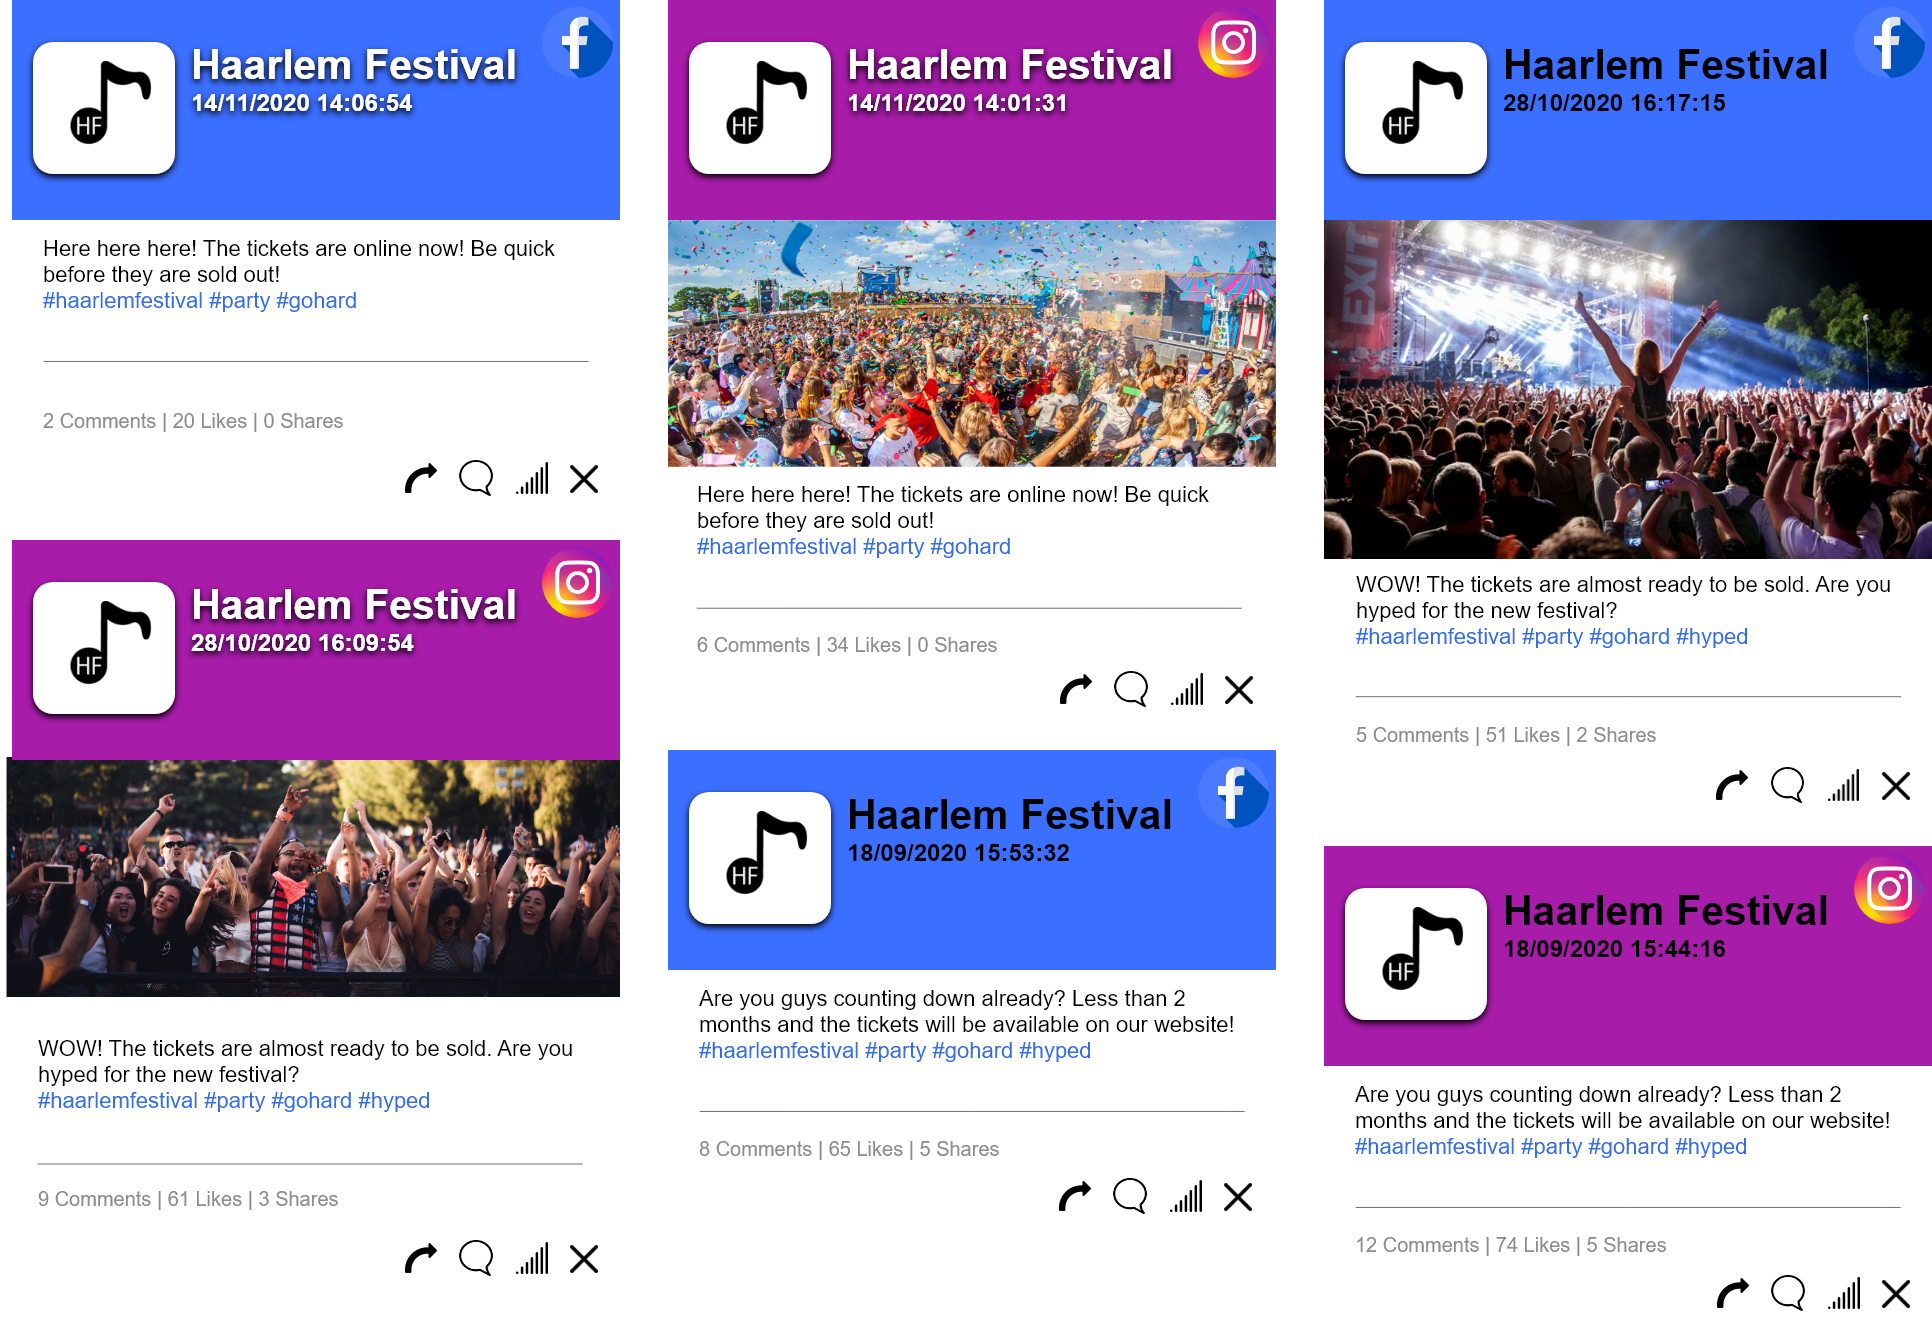 HF
Haarlem Festival
14/11/2020 14:06:54
Here here here! The tickets are online now! Be quick
before they are sold out!
#haarlemfestival #party #gohard
2 Comments | 20 Likes | 0 Shares
HF
Haarlem Festival
28/10/2020 16:09:54
WOW! The tickets are almost ready to be sold. Are you
hyped for the new festival?
#haarlemfestival #party #gohard #hyped
9 Comments | 61 Likes | 3 Shares
HF
Haarlem Festival
14/11/2020 14:01:31
Here here here! The tickets are online now! Be quick
before they are sold out!
#haarlemfestival #party #gohard
6 Comments | 34 Likes | 0 Shares
HF
Haarlem Festival
18/09/2020 15:53:32
Are you guys counting down already? Less than 2
months and the tickets will be available on our website!
#haarlemfestival #party #gohard #hyped
8 Comments | 65 Likes | 5 Shares
HF
Haarlem Festival
28/10/2020 16:17:15
EXIT
WOW! The tickets are almost ready to be sold. Are you
hyped for the new festival?
#haarlemfestival #party #gohard #hyped
5 Comments | 51 Likes | 2 Shares
HF
Haarlem Festival
18/09/2020 15:44:16
Are you guys counting down already? Less than 2
months and the tickets will be available on our website!
#haarlemfestival #party #gohard #hyped
12 Comments | 74 Likes | 5 Shares